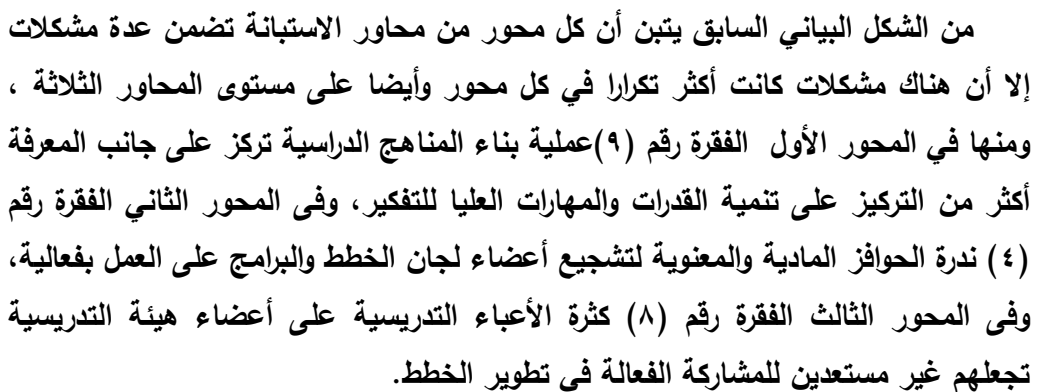 من الشكل البياني السابق يتبن أن كل محور من محاور الاستبانة تضمن عدة مشكلات
إلا أن هناك مشكلات كانت أكثر تكرارا في كل محور وأيضا على مستوى المحاور الثلاثة ،
ومنها في المحور الأول الفقرة رقم (٩)عملية بناء المناهج الدراسية تركز على جانب المعرفة
أكثر من التركيز على تنمية القدرات والمهارات العليا للتفكير، وفى المحور الثاني الفقرة رقم
(٤) ندرة الحوافز المادية والمعنوية لتشجيع أعضاء لجان الخطط والبرامج على العمل بفعالية،
وفى المحور الثالث الفقرة رقم (٨) كثرة الأعباء التدريسية على أعضاء هيئة التدريسية
تجعلهم غير مستعدين للمشاركة الفعالة في تطوير الخطط.